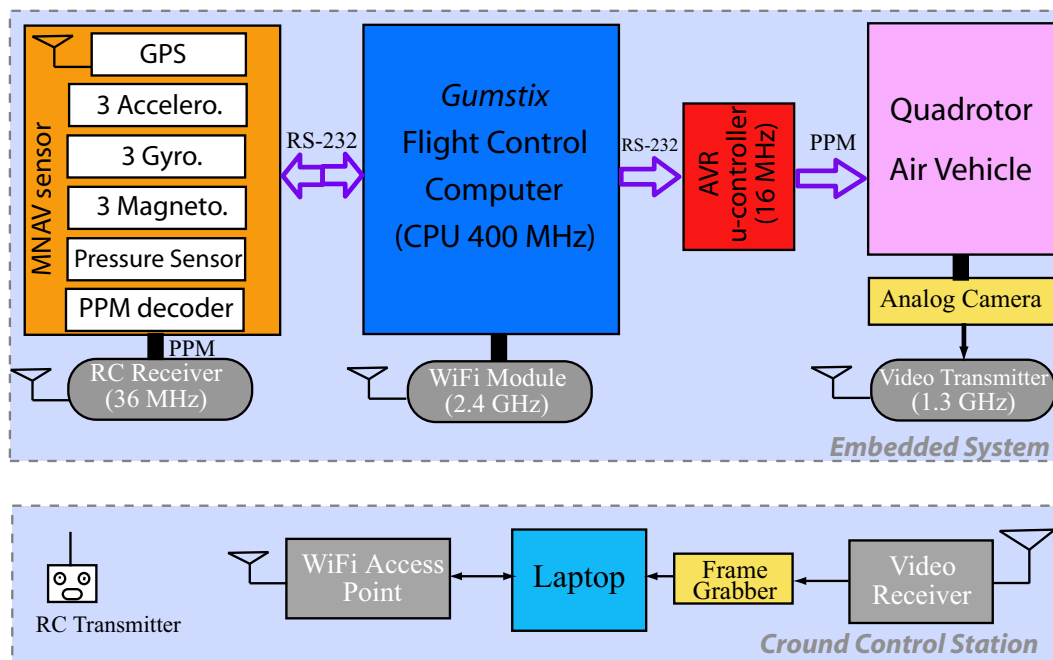 MNAV sensor
GPS
3 Accelero.
3 Gyro.
3 Magneto.
Pressure Sensor
PPM decoder
PPM
RC Receiver
(36 MHz)
RS-232
Gumstix
Flight Control
Computer
(CPU 400 MHz)
WiFi Module
(2.4 GHz)
RS-232
AVR
u-controller
(16 MHz)
PPM
Quadrotor
Air Vehicle
Analog Camera
Video Transmitter
(1.3 GHz)
Embedded System
RC Transmitter
WiFi Access
Point
Laptop
Frame
Grabber
Video
Receiver
Cround Control Station